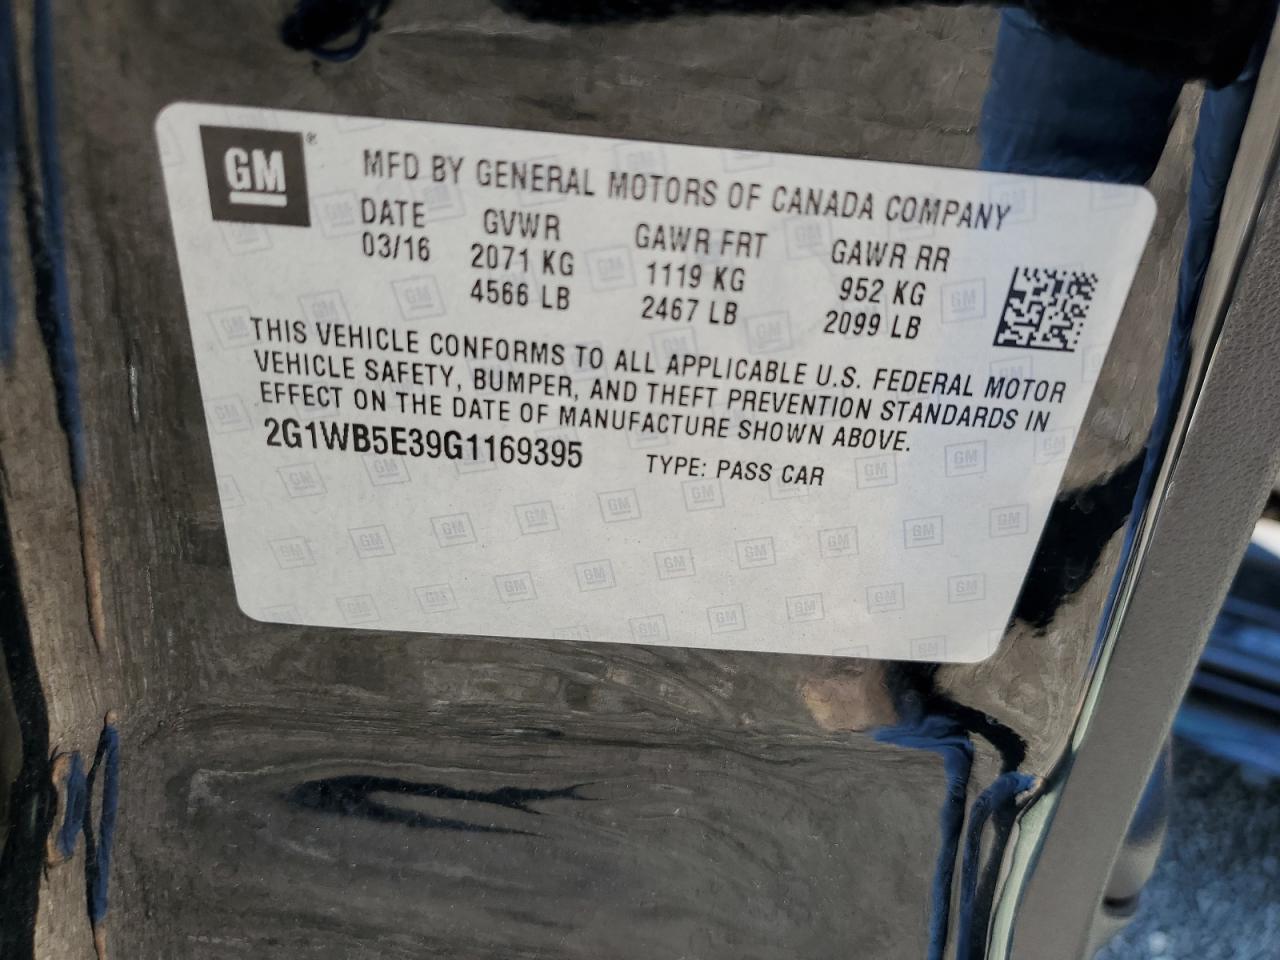 GM®
MFD BY GENERAL MOTORS OF CANADA COMPANY
DATE GVWR GAWR FRT GAWR RR
03/16 2071 KG 1119 KG 952 KG
4566 LB 2467 LB 2099 LB
THIS VEHICLE CONFORMS TO ALL APPLICABLE U.S. FEDERAL MOTOR
VEHICLE SAFETY, BUMPER, AND THEFT PREVENTION STANDARDS IN
EFFECT ON THE DATE OF MANUFACTURE SHOWN ABOVE.
2G1WB5E39G1169395 TYPE: PASS CAR